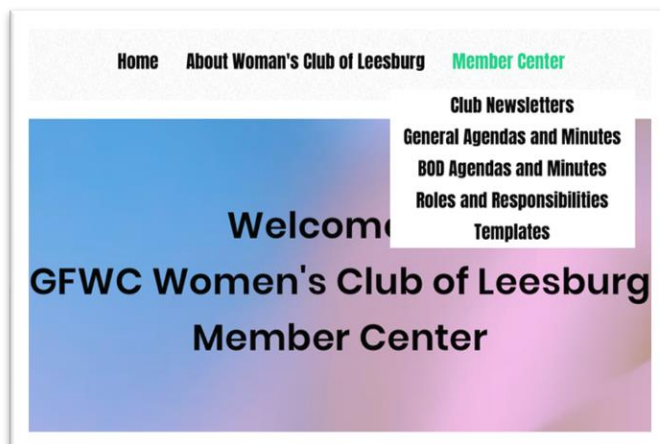 Home About Woman's Club of Leesburg Member Center
Club Newsletters
General Agendas and Minutes
BOD Agendas and Minutes
Roles and Responsibilities
Templates
Welcome
GFWC Women's Club of Leesburg
Member Center